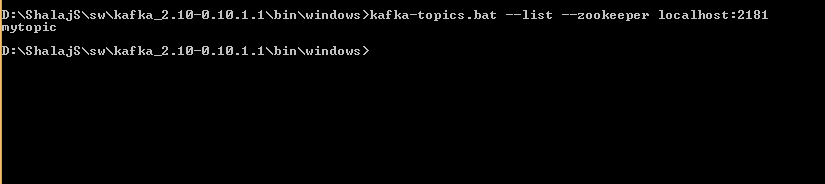 D:\ShalajS\sw\kafka_2.10-0.10.1.1\bin\windows>kafka-topics.bat --list --zookeeper localhost:2181
mytopic
D:\ShalajS\sw\kafka_2.10-0.10.1.1\bin\windows>